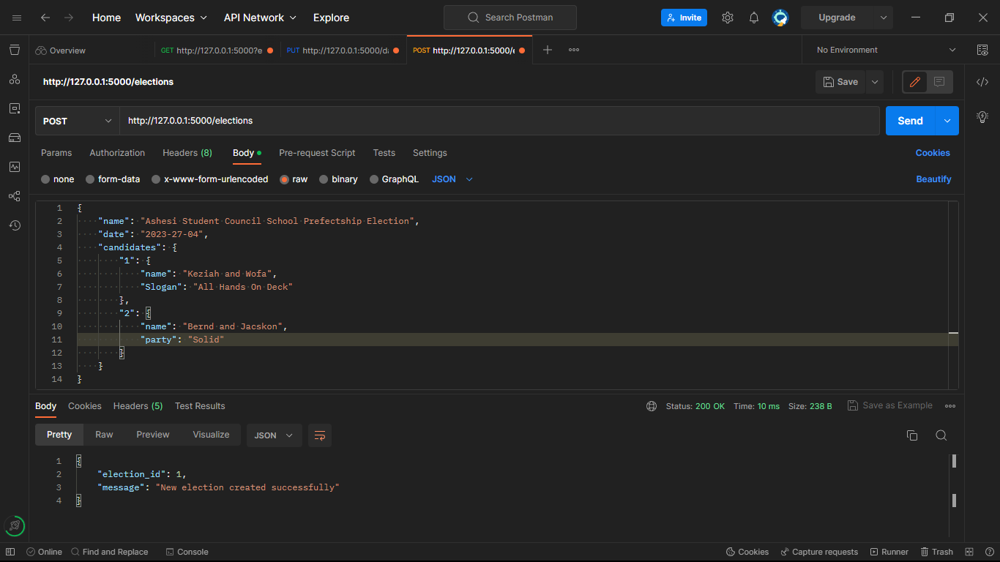 Home Workspaces API Network Explore Search Postman Invite Upgrade
Overview GET http://127.0.0.1:5000?e PUT http://127.0.0.1:5000/d POST http://127.0.0.1:5000/ No Environment
http://127.0.0.1:5000/elections Save
POST http://127.0.0.1:5000/elections Send
Params Authorization Headers (8) Body Pre-request Script Tests Settings Cookies
none form-data x-www-form-urlencoded raw binary GraphQL JSON Beautify
1 {
2 "name": "Ashesi Student Council School Prefectship Election",
3 "date": "2023-27-04",
4 "candidates": {
5 "1": {
6 "name": "Keziah and Wofa",
7 "Slogan": "All Hands On Deck"
8 },
9 "2": {
10 "name": "Bernd and Jacskon",
11 "party": "Solid"
12 }
13 }
14 }
Body Cookies Headers (5) Test Results Status: 200 OK Time: 10 ms Size: 238 B Save as Example
Pretty Raw Preview Visualize JSON
1 {
2 "election_id": 1,
3 "message": "New election created successfully"
4 }
Online Find and Replace Console Cookies Capture requests Runner Trash